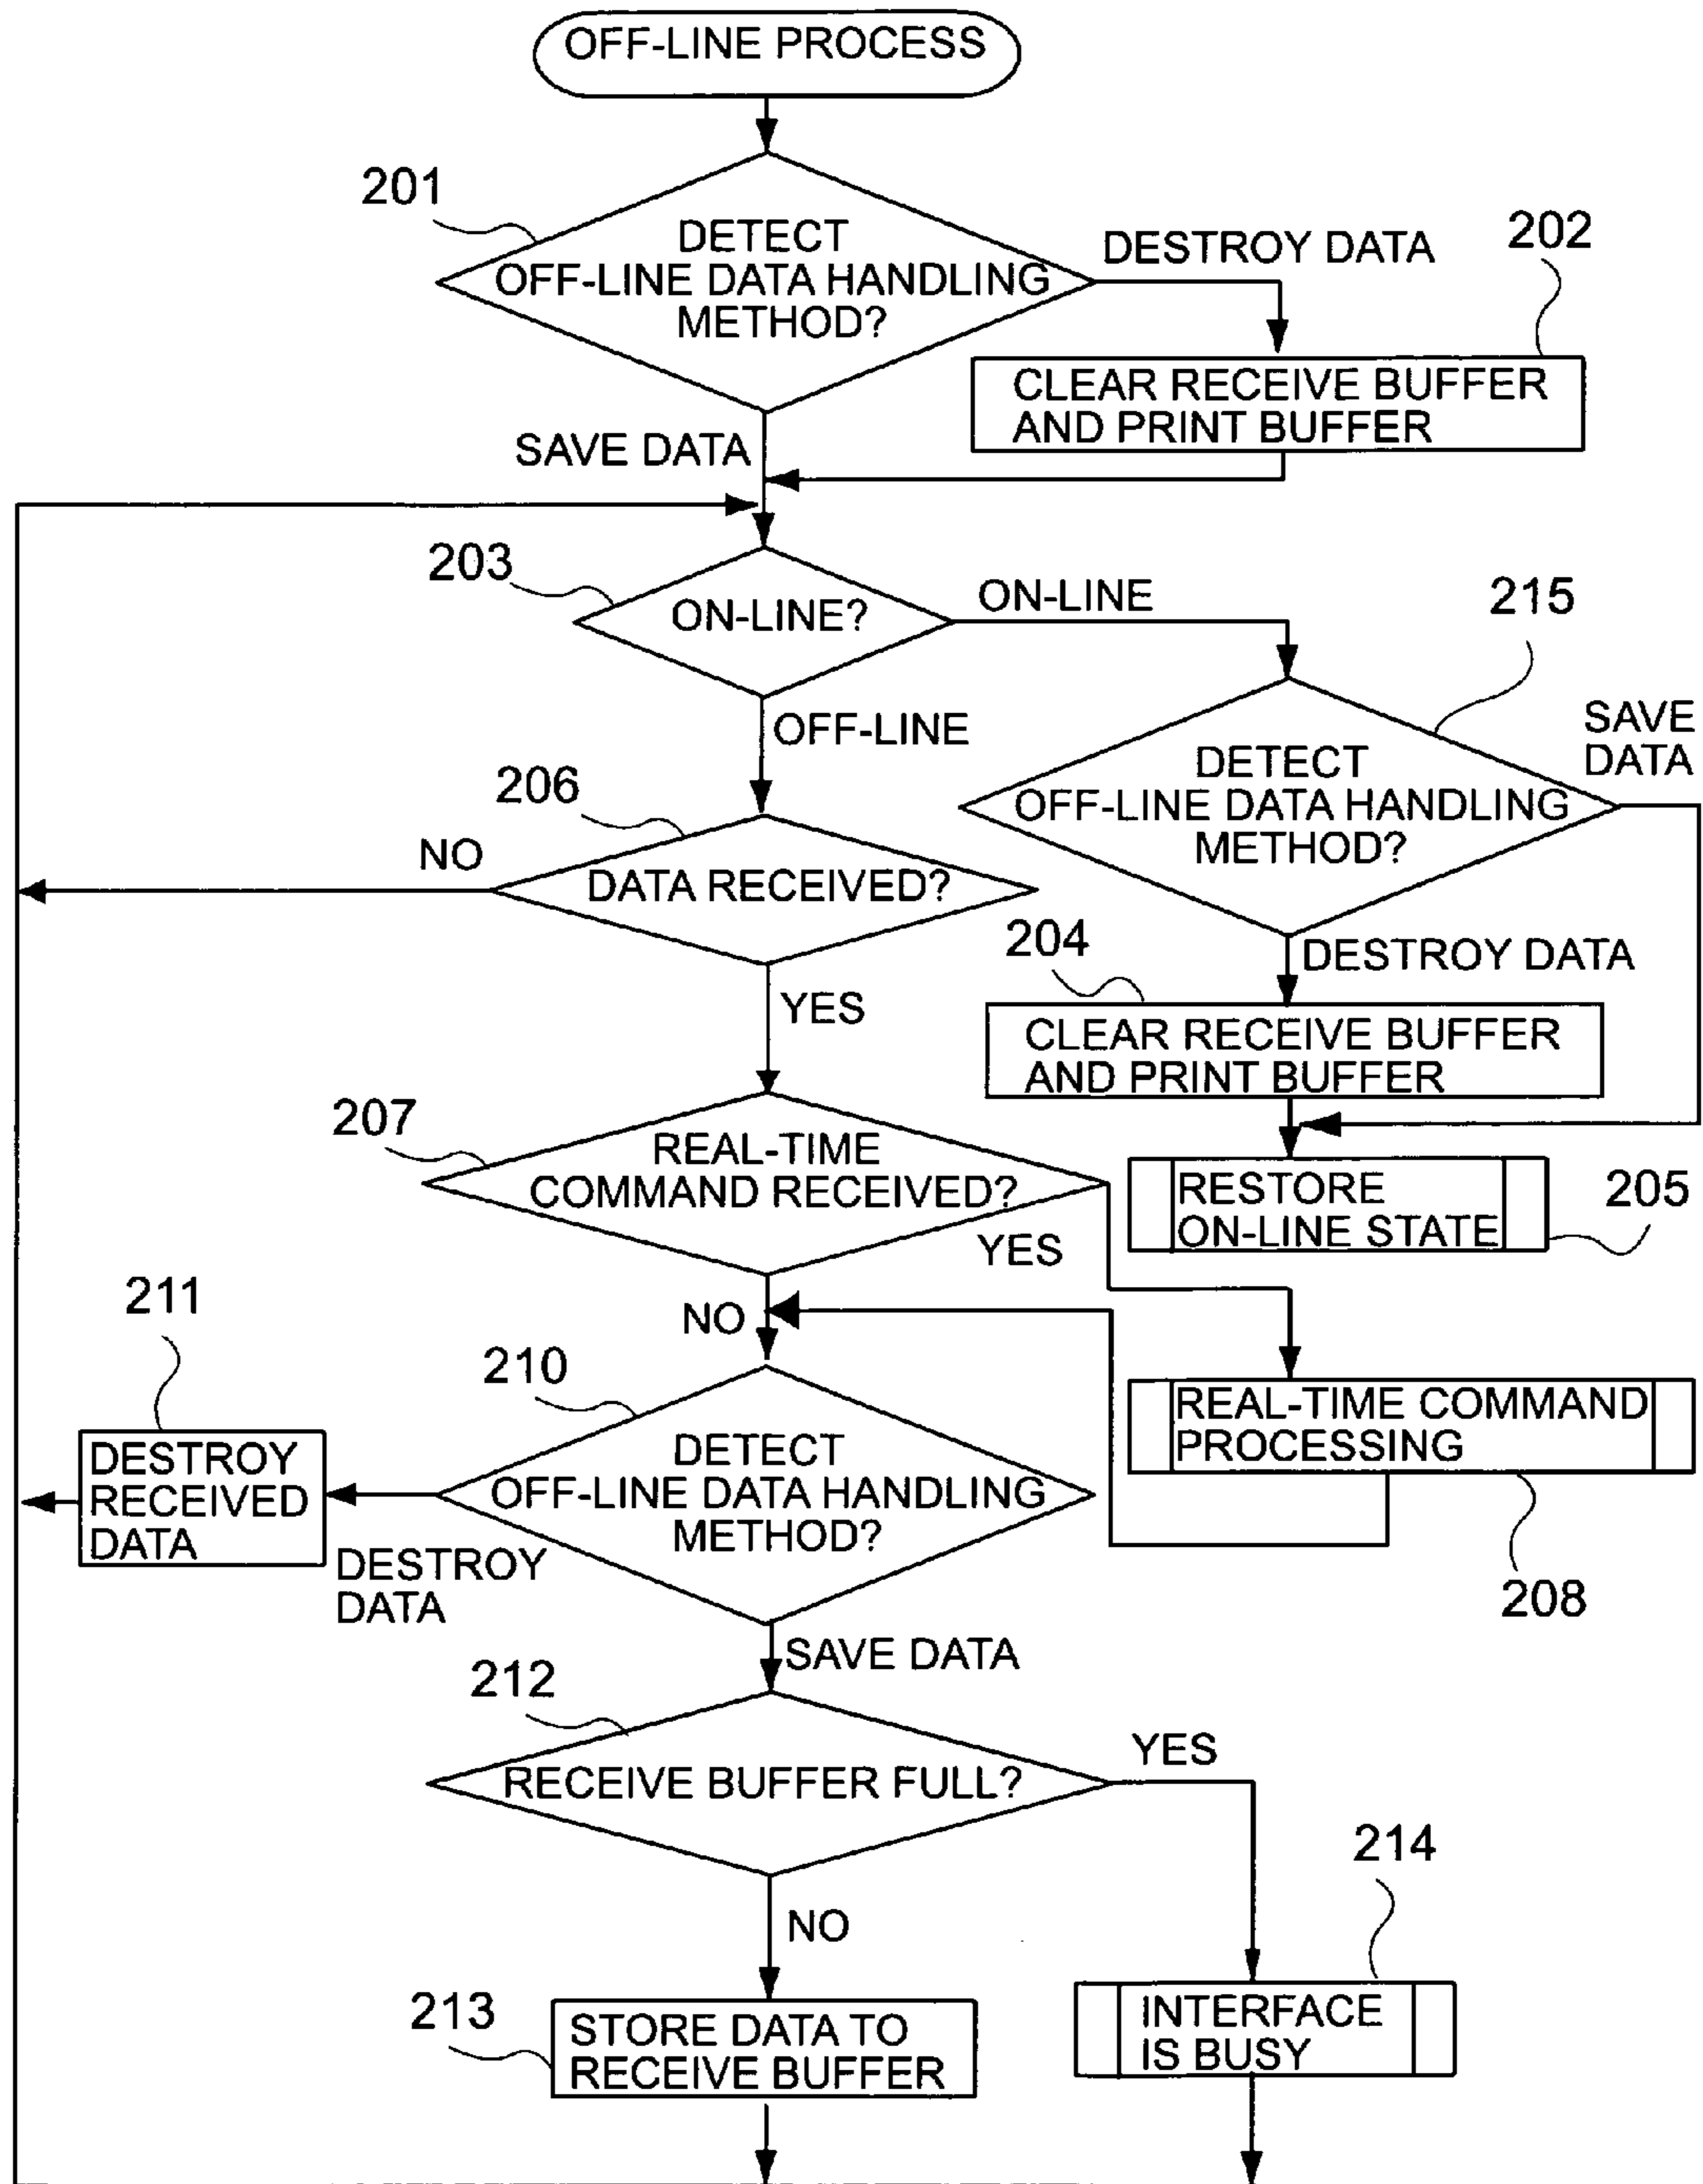 OFF-LINE PROCESS
201
DETECT
OFF-LINE DATA HANDLING
METHOD?
DESTROY DATA
202
CLEAR RECEIVE BUFFER
AND PRINT BUFFER
SAVE DATA
203
ON-LINE?
ON-LINE
215
OFF-LINE
SAVE
DATA
DETECT
OFF-LINE DATA HANDLING
METHOD?
206
NO
DATA RECEIVED?
204
DESTROY DATA
YES
CLEAR RECEIVE BUFFER
AND PRINT BUFFER
207
REAL-TIME
COMMAND RECEIVED?
YES
RESTORE
ON-LINE STATE
205
211
NO
210
REAL-TIME COMMAND
PROCESSING
208
DESTROY
RECEIVED
DATA
DETECT
OFF-LINE DATA HANDLING
METHOD?
DESTROY
DATA
SAVE DATA
212
RECEIVE BUFFER FULL?
YES
214
NO
213
STORE DATA TO
RECEIVE BUFFER
INTERFACE
IS BUSY